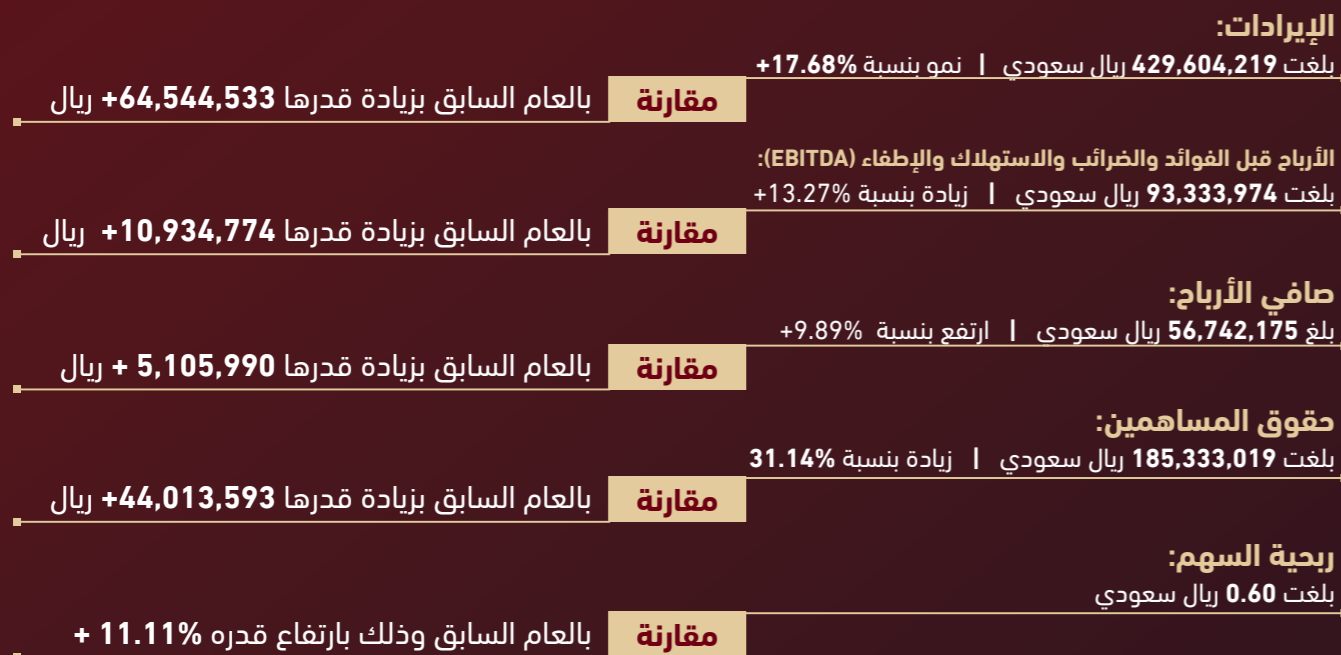 الإيرادات:
بلغت 429,604,219 ريال سعودي | نمو بنسبة 17.68%+
مقارنة بالعام السابق بزيادة قدرها 64,544,533+ ريال
الأرباح قبل الفوائد والضرائب والاستهلاك والإطفاء (EBITDA):
بلغت 93,333,974 ريال سعودي | زيادة بنسبة 13.27%+
مقارنة بالعام السابق بزيادة قدرها 10,934,774+ ريال
صافي الأرباح:
بلغ 56,742,175 ريال سعودي | ارتفع بنسبة 9.89%+
مقارنة بالعام السابق بزيادة قدرها 5,105,990 + ريال
حقوق المساهمين:
بلغت 185,333,019 ريال سعودي | زيادة بنسبة 31.14%
مقارنة بالعام السابق بزيادة قدرها 44,013,593+ ريال
ربحية السهم:
بلغت 0.60 ريال سعودي
مقارنة بالعام السابق وذلك بارتفاع قدره 11.11% +